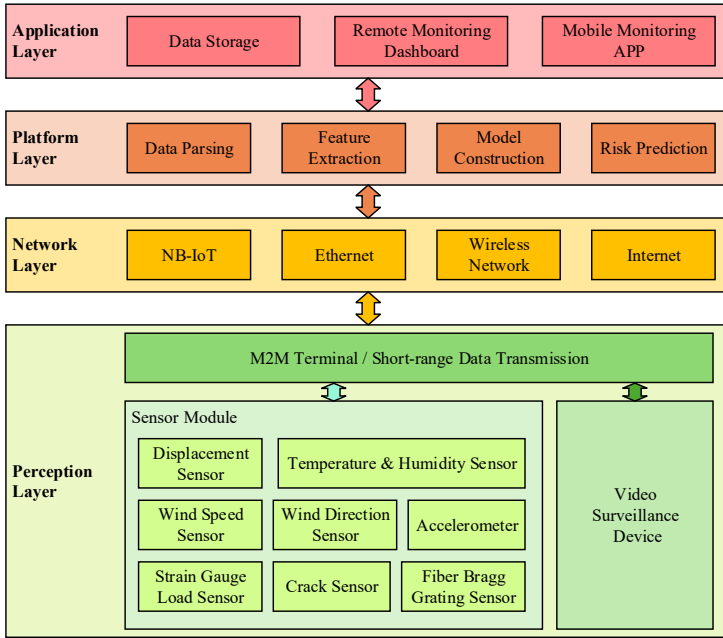 Application
Layer
Data Storage
Remote Monitoring
Dashboard
Mobile Monitoring
APP
Platform
Layer
Data Parsing
Feature
Extraction
Model
Construction
Risk Prediction
Network
Layer
NB-IoT
Ethernet
Wireless
Network
Internet
Perception
Layer
M2M Terminal / Short-range Data Transmission
Sensor Module
Displacement
Sensor
Temperature & Humidity Sensor
Wind Speed
Sensor
Wind Direction
Sensor
Accelerometer
Strain Gauge
Load Sensor
Crack Sensor
Fiber Bragg
Grating Sensor
Video
Surveillance
Device